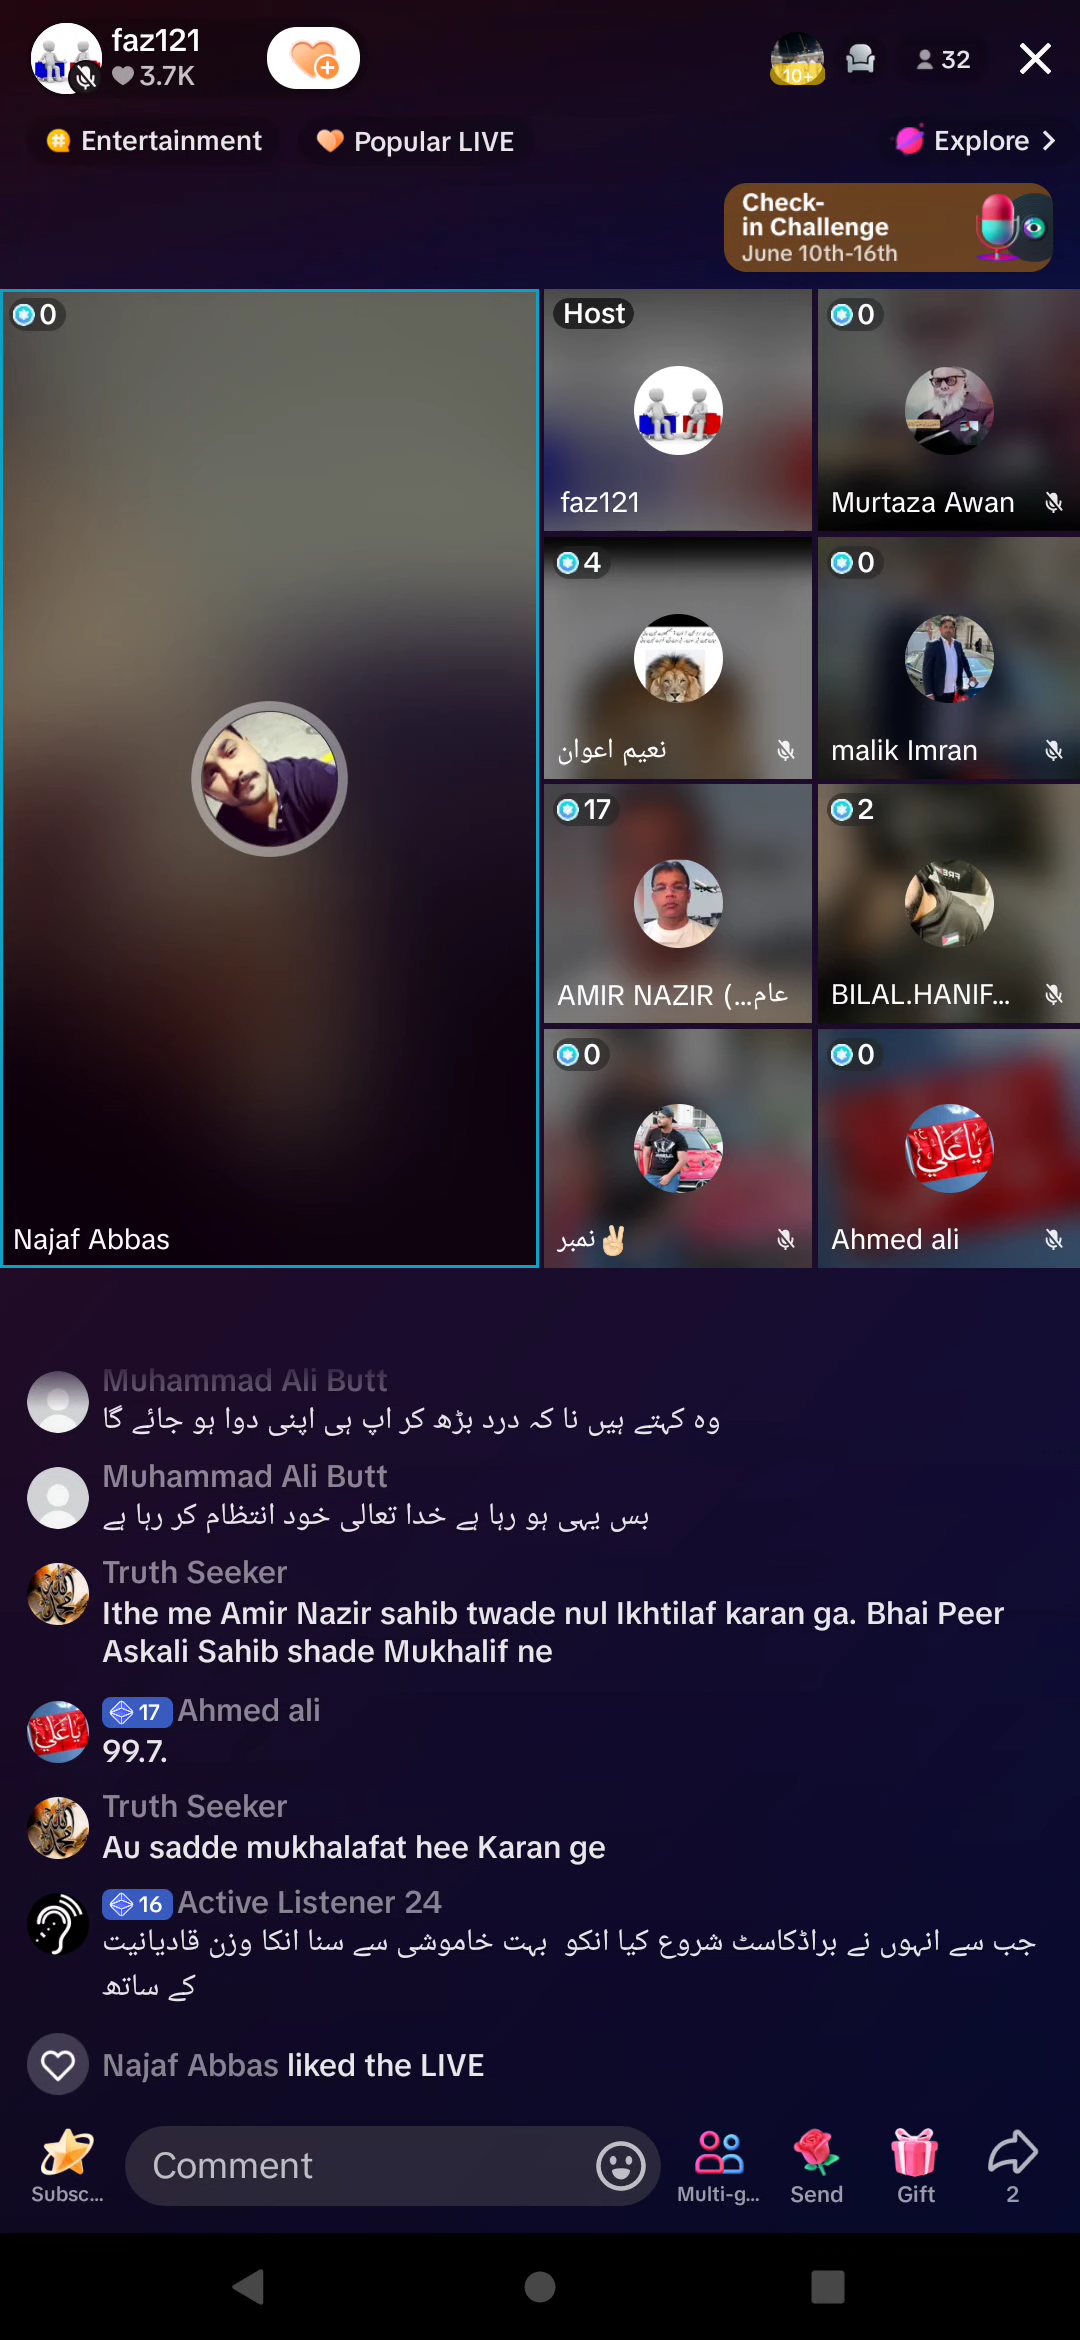 faz121
3.7K
10+
32
Entertainment
Popular LIVE
Explore
Check-
in Challenge
June 10th-16th
0
Najaf Abbas
Host
faz121
0
Murtaza Awan
4
نعیم اعوان
0
malik Imran
17
AMIR NAZIR (...عام
2
BILAL.HANIF...
0
نمبر✌🏻
0
يا علي
Ahmed ali
Muhammad Ali Butt
وہ کہتے ہیں نا کہ درد بڑھ کر اپ ہی اپنی دوا ہو جائے گا
Muhammad Ali Butt
بس یہی ہو رہا ہے خدا تعالی خود انتظام کر رہا ہے
Truth Seeker
Ithe me Amir Nazir sahib twade nul Ikhtilaf karan ga. Bhai Peer
Askali Sahib shade Mukhalif ne
17 Ahmed ali
99.7.
Truth Seeker
Au sadde mukhalafat hee Karan ge
16 Active Listener 24
جب سے انہوں نے براڈکاسٹ شروع کیا انکو بہت خاموشی سے سنا انکا وزن قادیانیت
کے ساتھ
Najaf Abbas liked the LIVE
Subsc...
Comment
Multi-g...
Send
Gift
2